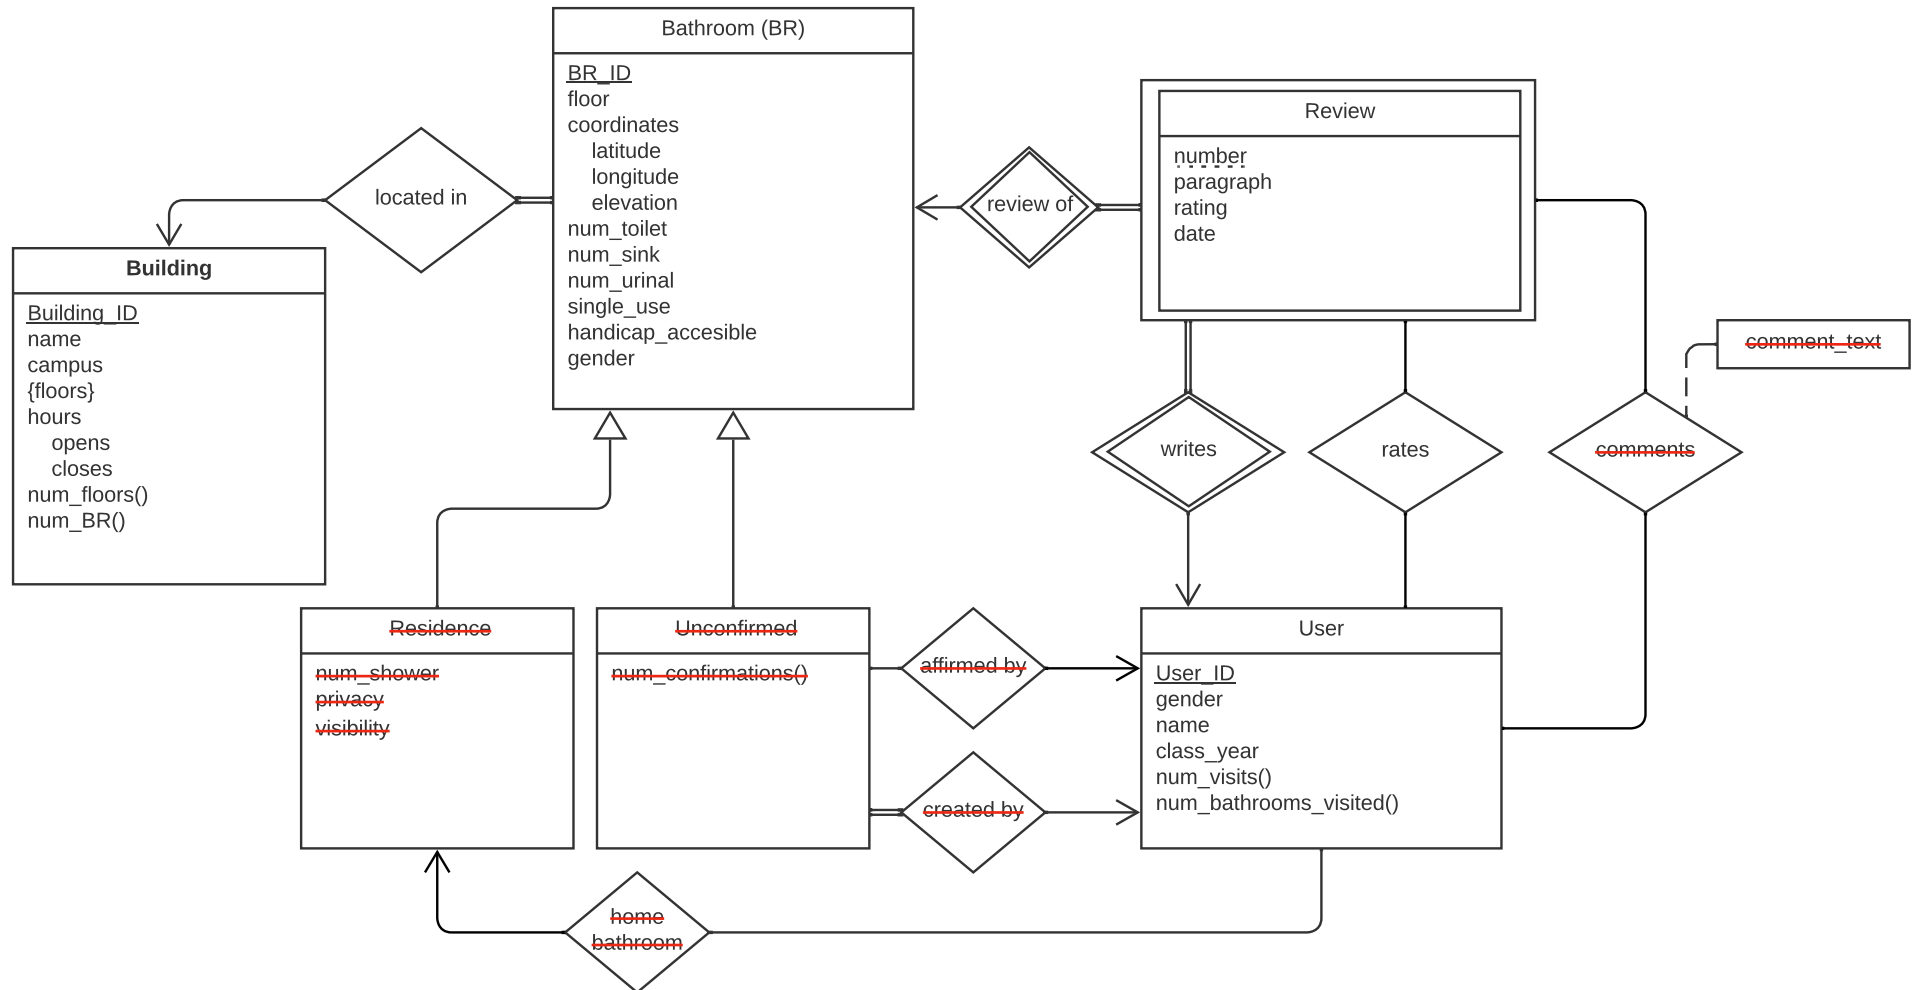 Bathroom (BR)
BR_ID
floor
coordinates
latitude
longitude
elevation
num_toilet
num_sink
num_urinal
single_use
handicap_accesible
gender
located in
Building
Building_ID
name
campus
{floors}
hours
opens
closes
num_floors()
num_BR()
review of
Review
number
paragraph
rating
date
comment_text
writes
rates
comments
Residence
num_shower
privacy
visibility
Unconfirmed
num_confirmations()
affirmed by
created by
User
User_ID
gender
name
class_year
num_visits()
num_bathrooms_visited()
home
bathroom